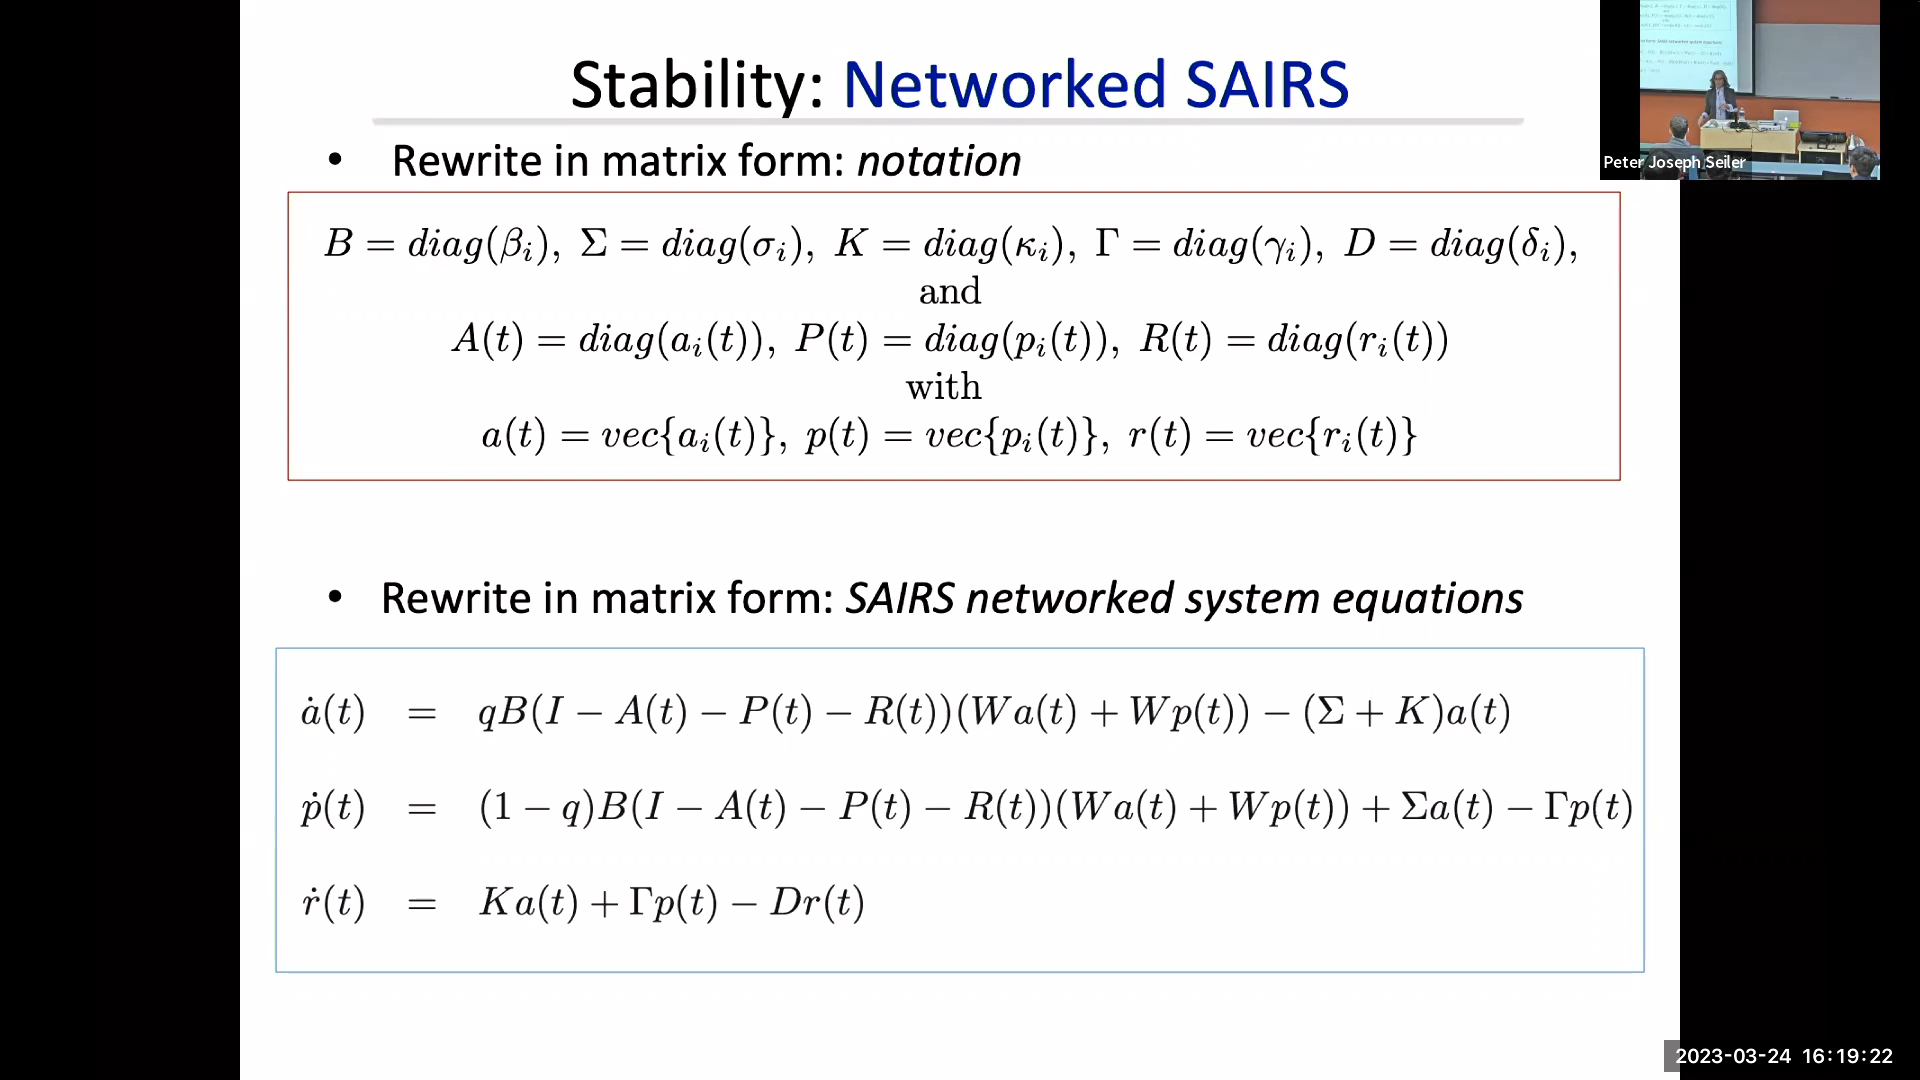 Stability: Networked SAIRS
• Rewrite in matrix form: notation
B = diag(βᵢ), Σ = diag(σᵢ), K = diag(κᵢ), Γ = diag(γᵢ), D = diag(δᵢ),
and
A(t) = diag(aᵢ(t)), P(t) = diag(pᵢ(t)), R(t) = diag(rᵢ(t))
with
a(t) = vec{aᵢ(t)}, p(t) = vec{pᵢ(t)}, r(t) = vec{rᵢ(t)}
• Rewrite in matrix form: SAIRS networked system equations
ȧ(t) = qB(I − A(t) − P(t) − R(t))(Wa(t) + Wp(t)) − (Σ + K)a(t)
ṗ(t) = (1 − q)B(I − A(t) − P(t) − R(t))(Wa(t) + Wp(t)) + Σa(t) − Γp(t)
ṙ(t) = Ka(t) + Γp(t) − Dr(t)
Peter Joseph Seiler
2023-03-24 16:19:22